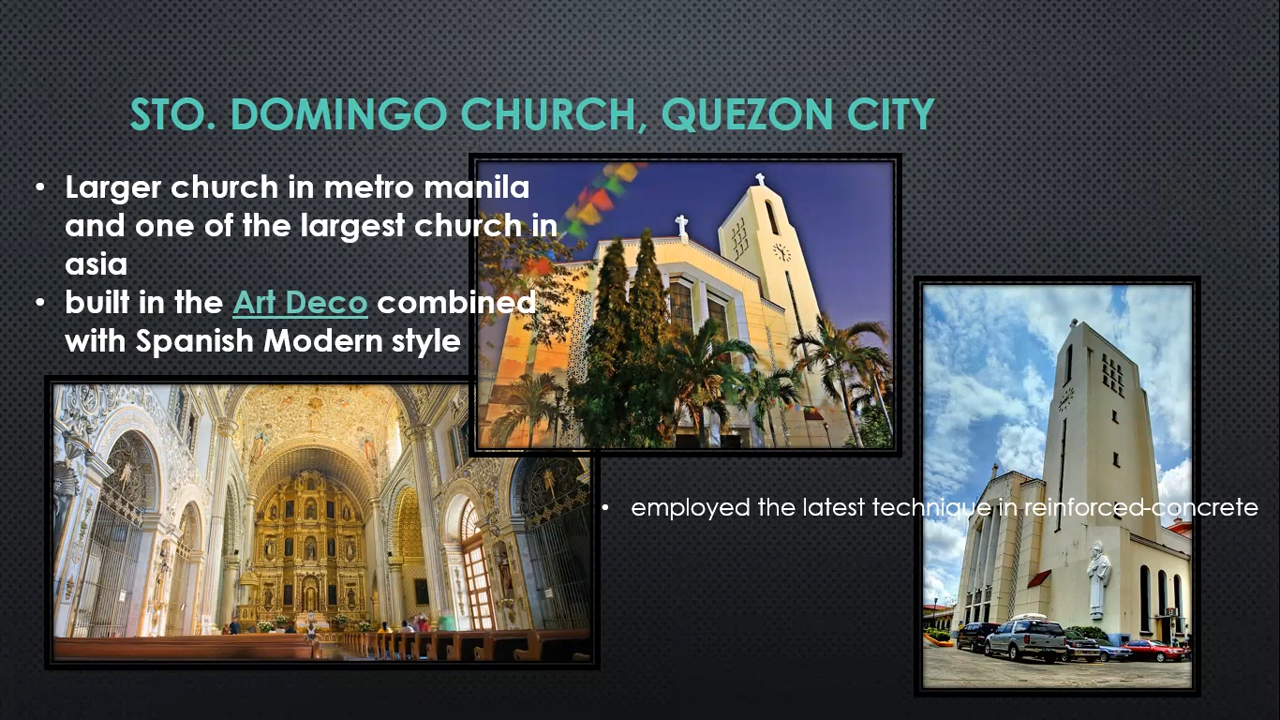 STO. DOMINGO CHURCH, QUEZON CITY
• Larger church in metro manila
and one of the largest church in
asia
• built in the Art Deco combined
with Spanish Modern style
• employed the latest technique in reinforced-concrete